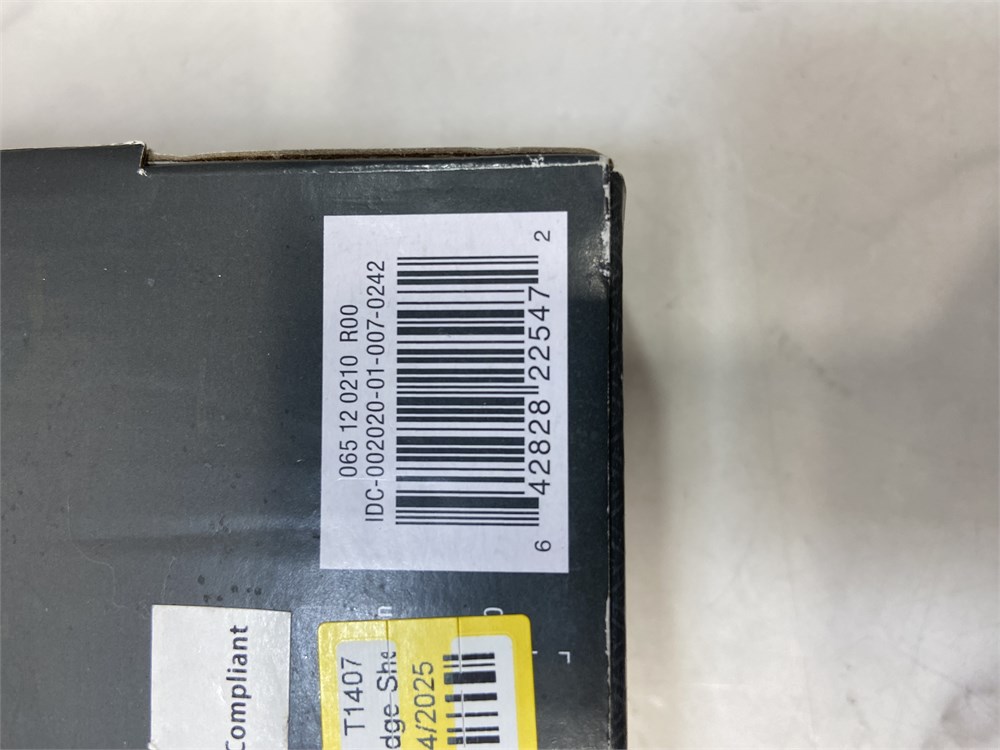 065 12 0210 R00
IDC-002020-01-007-0242
6 42828 22547 2
Compliant
T1407
dge She
4/2025